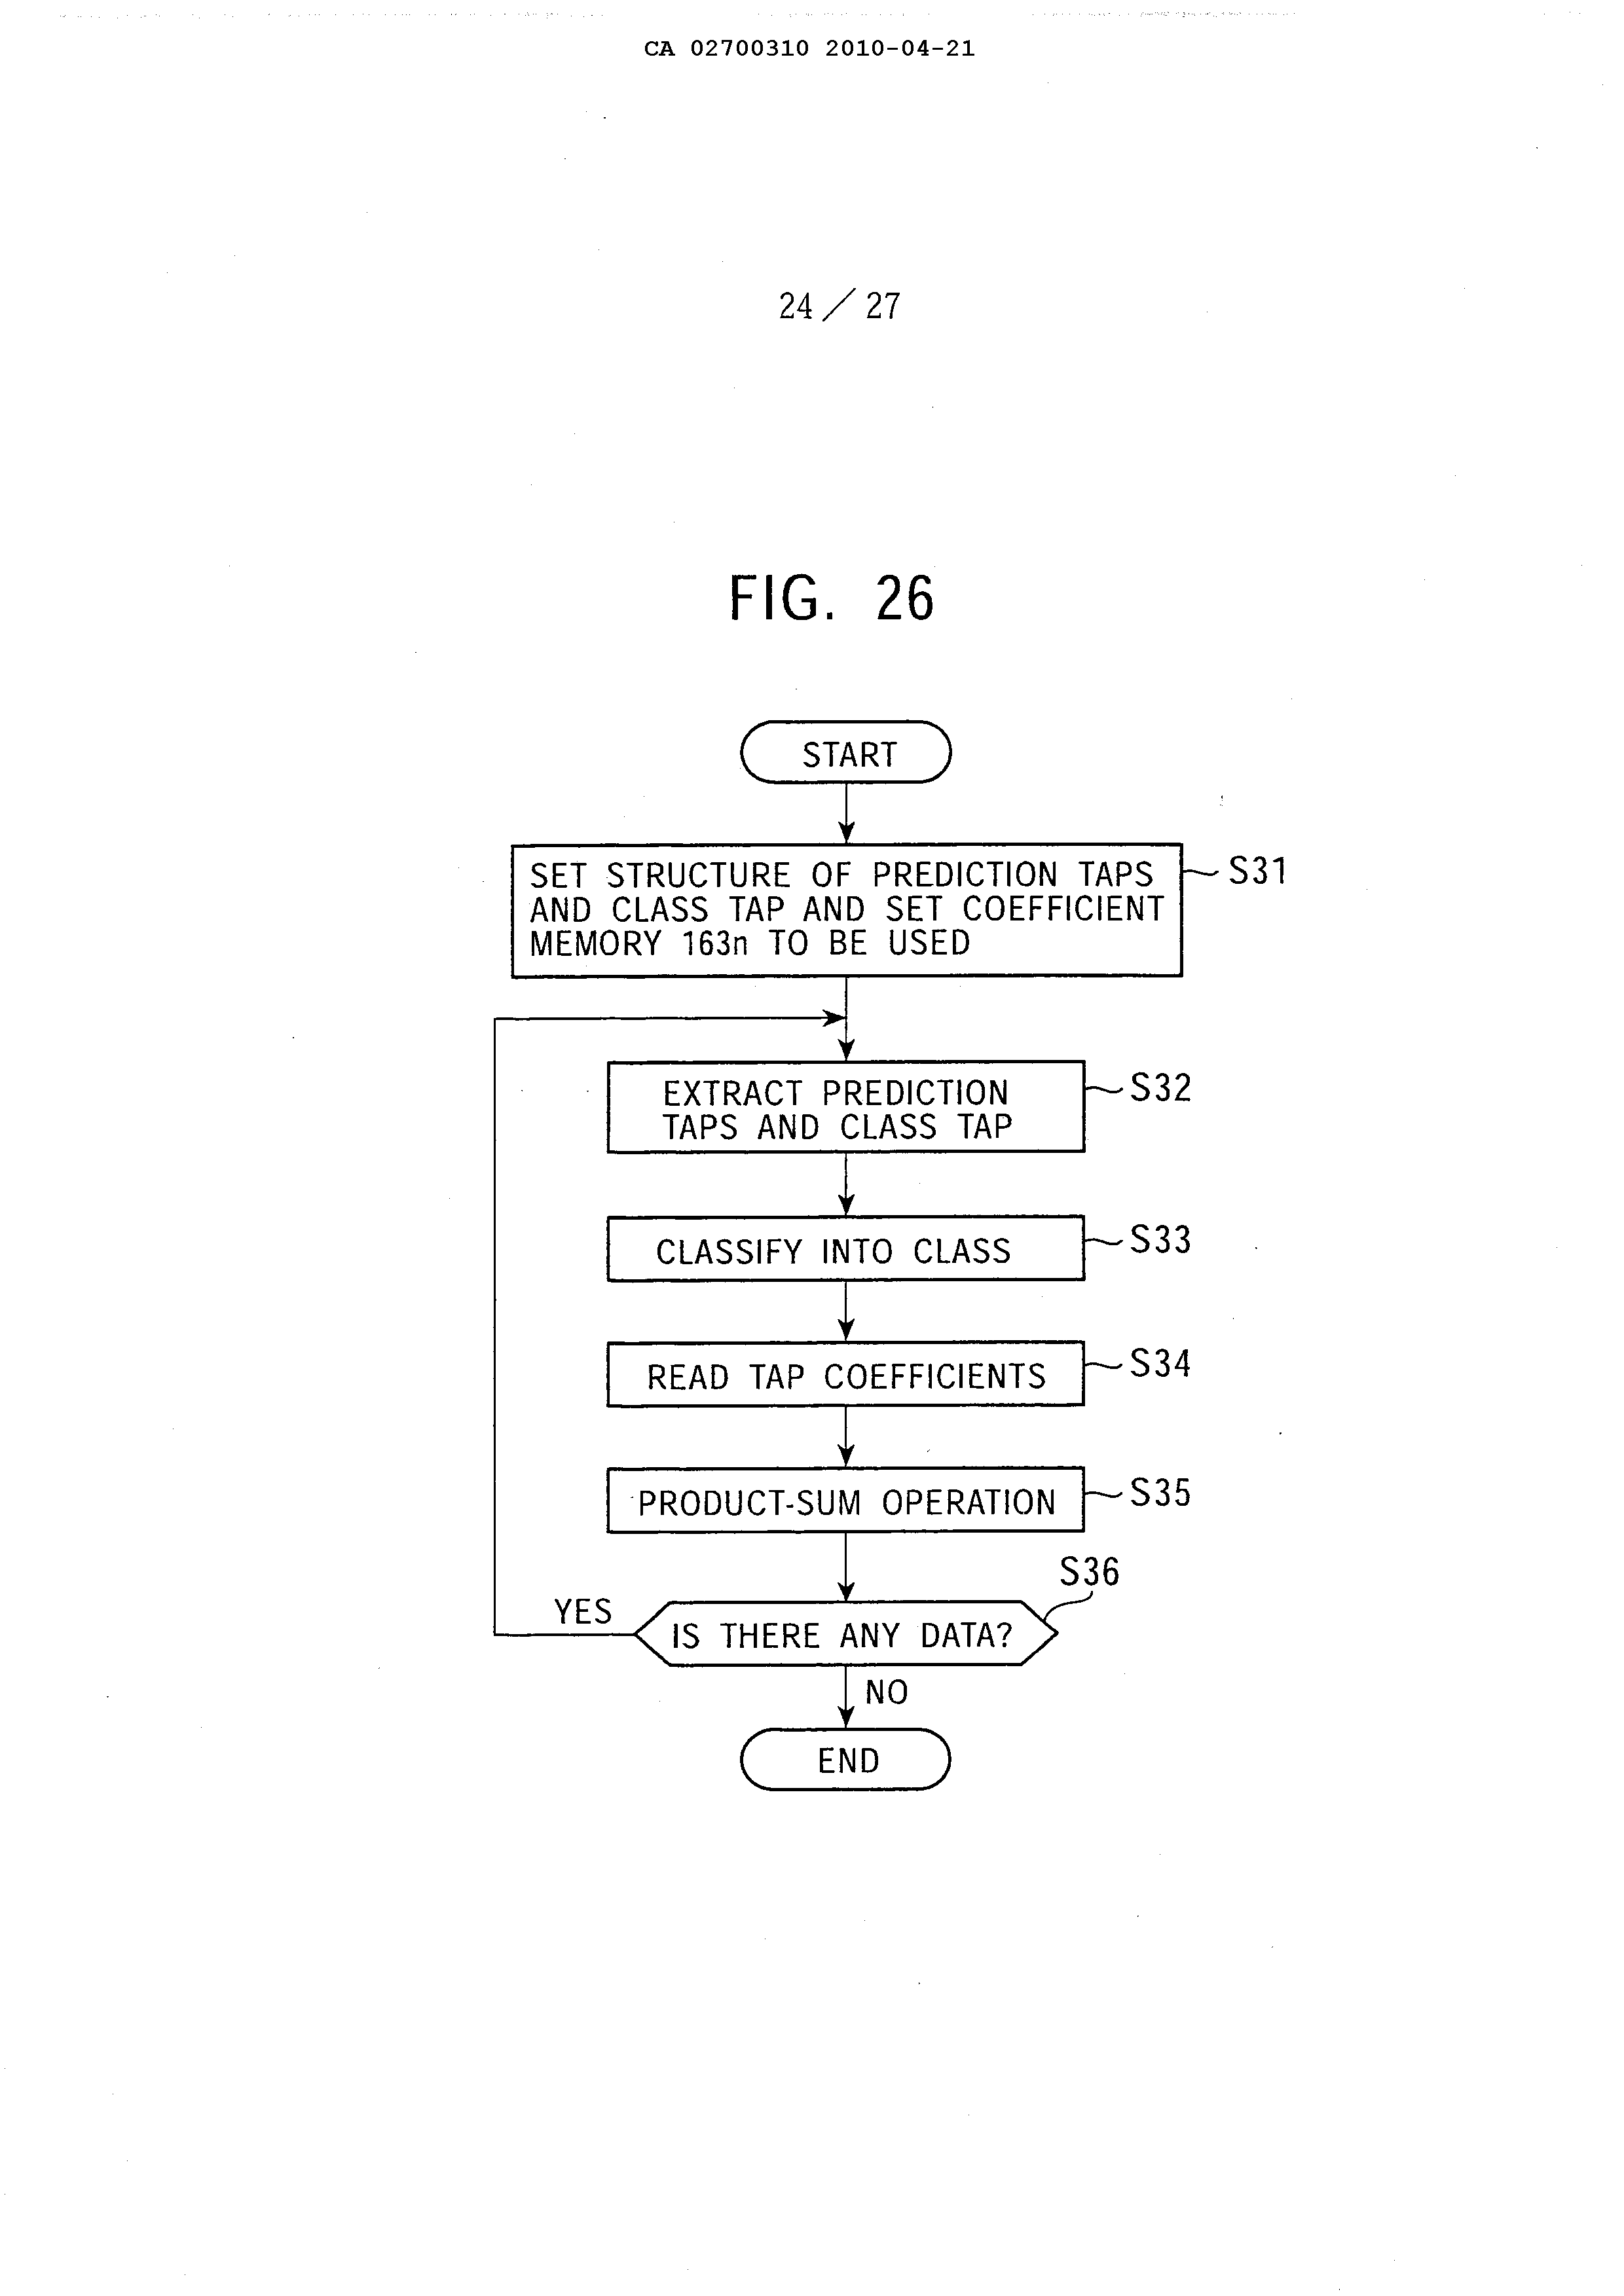 CA 02700310 2010-04-21
24 / 27
FIG. 26
START
SET STRUCTURE OF PREDICTION TAPS
AND CLASS TAP AND SET COEFFICIENT
MEMORY 163n TO BE USED
S31
EXTRACT PREDICTION
TAPS AND CLASS TAP
S32
CLASSIFY INTO CLASS
S33
READ TAP COEFFICIENTS
S34
PRODUCT-SUM OPERATION
S35
S36
YES
IS THERE ANY DATA?
NO
END